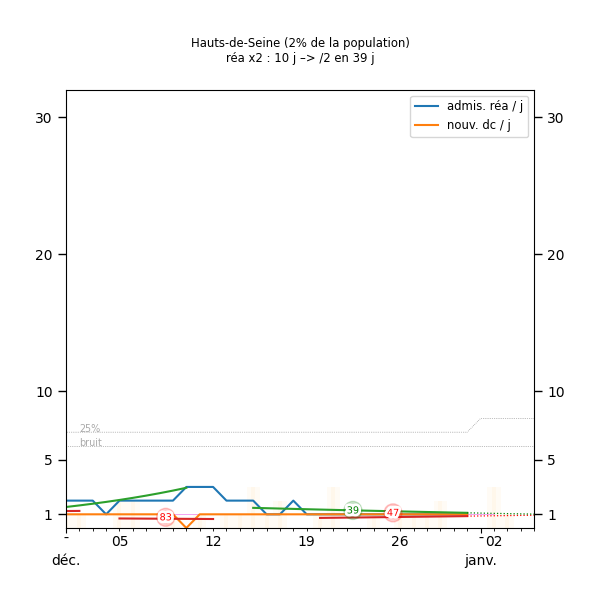 Hauts-de-Seine (2% de la population)
réa x2 : 10 j –> /2 en 39 j
admis. réa / j
nouv. dc / j
30 30
20 20
10 10
25%
bruit
5 5
83 39 47
1 1
05 12 19 26 02
déc. janv.